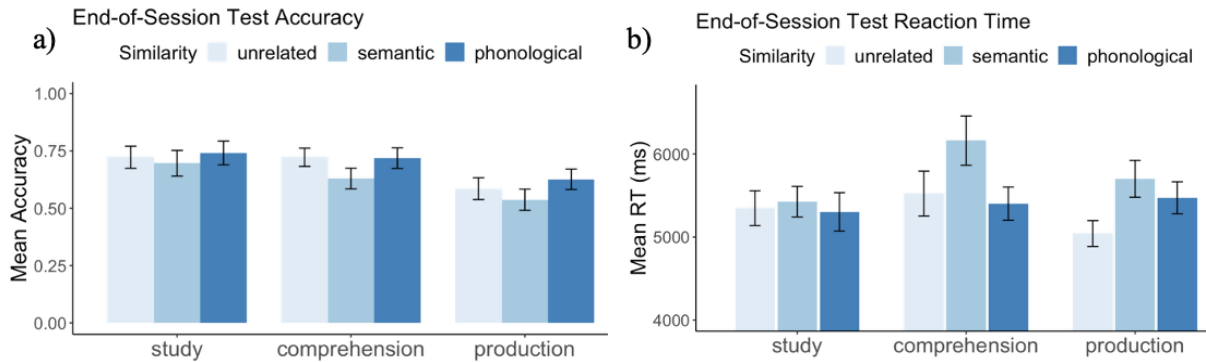 End-of-Session Test Accuracy
a)
Similarity unrelated semantic phonological
1.00
0.75
0.50
0.25
0.00
Mean Accuracy
study comprehension production
End-of-Session Test Reaction Time
b)
Similarity unrelated semantic phonological
6000
5000
4000
Mean RT (ms)
study comprehension production